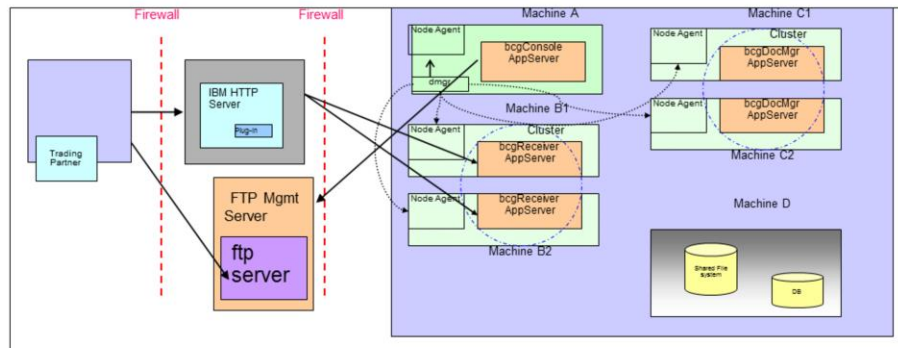 Firewall
Firewall
Machine A
Machine C1
Node Agent
bcgConsole
AppServer
dmgr
Node Agent
Cluster
bcgDocMgr
AppServer
IBM HTTP
Server
Plug-in
Trading
Partner
Machine B1
Node Agent
Cluster
bcgReceiver
AppServer
Node Agent
bcgDocMgr
AppServer
Machine C2
FTP Mgmt
Server
ftp
server
Node Agent
bcgReceiver
AppServer
Machine B2
Machine D
Shared File
system
DB